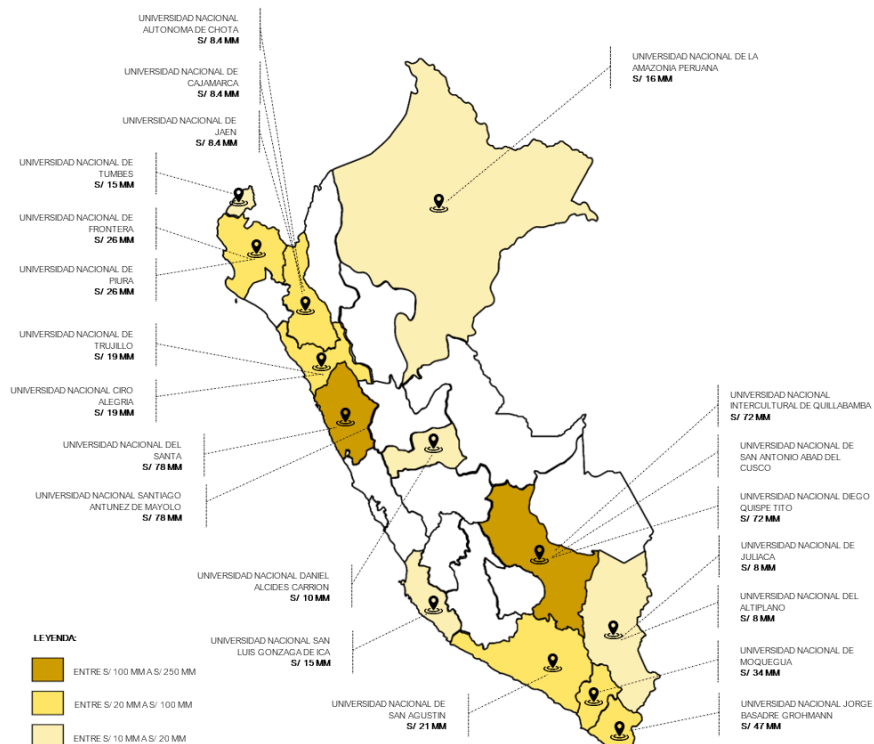 UNIVERSIDAD NACIONAL
AUTONOMA DE CHOTA
S/ 8.4 MM
UNIVERSIDAD NACIONAL DE
CAJAMARCA
S/ 8.4 MM
UNIVERSIDAD NACIONAL DE
JAEN
S/ 8.4 MM
UNIVERSIDAD NACIONAL DE
TUMBES
S/ 15 MM
UNIVERSIDAD NACIONAL DE
FRONTERA
S/ 26 MM
UNIVERSIDAD NACIONAL DE
PIURA
S/ 26 MM
UNIVERSIDAD NACIONAL DE
TRUJILLO
S/ 19 MM
UNIVERSIDAD NACIONAL CIRO
ALEGRIA
S/ 19 MM
UNIVERSIDAD NACIONAL DEL
SANTA
S/ 78 MM
UNIVERSIDAD NACIONAL SANTIAGO
ANTUNEZ DE MAYOLO
S/ 78 MM
UNIVERSIDAD NACIONAL DANIEL
ALCIDES CARRION
S/ 10 MM
UNIVERSIDAD NACIONAL SAN
LUIS GONZAGA DE ICA
S/ 15 MM
UNIVERSIDAD NACIONAL DE
SAN AGUSTIN
S/ 21 MM
UNIVERSIDAD NACIONAL DE LA
AMAZONIA PERUANA
S/ 16 MM
UNIVERSIDAD NACIONAL
INTERCULTURAL DE QUILLABAMBA
S/ 72 MM
UNIVERSIDAD NACIONAL DE
SAN ANTONIO ABAD DEL
CUSCO
UNIVERSIDAD NACIONAL DIEGO
QUISPE TITO
S/ 72 MM
UNIVERSIDAD NACIONAL DE
JULIACA
S/ 8 MM
UNIVERSIDAD NACIONAL DEL
ALTIPLANO
S/ 8 MM
UNIVERSIDAD NACIONAL DE
MOQUEGUA
S/ 34 MM
UNIVERSIDAD NACIONAL JORGE
BASADRE GROHMANN
S/ 47 MM
LEYENDA:
ENTRE S/ 100 MM A S/ 250 MM
ENTRE S/ 20 MM A S/ 100 MM
ENTRE S/ 10 MM A S/ 20 MM